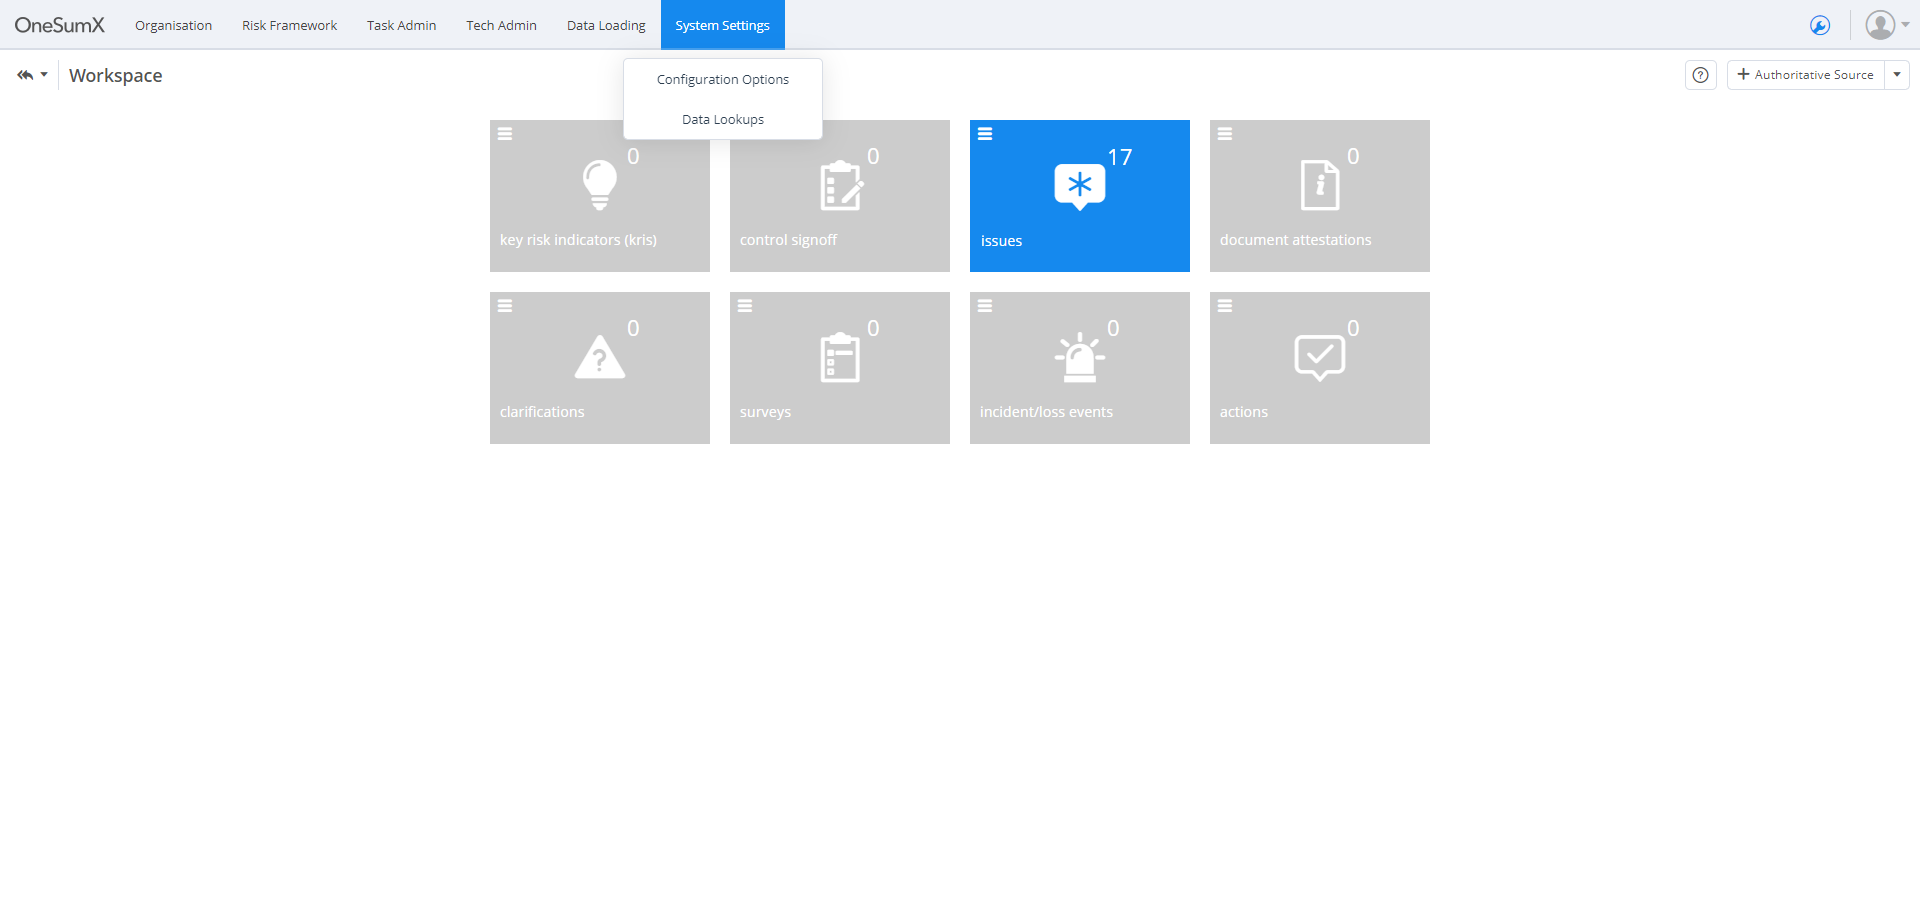 OneSumX Organisation Risk Framework Task Admin Tech Admin Data Loading System Settings
Workspace
Configuration Options
Data Lookups
? + Authoritative Source
0
key risk indicators (kris)
0
control signoff
17
issues
0
document attestations
0
clarifications
0
surveys
0
incident/loss events
0
actions